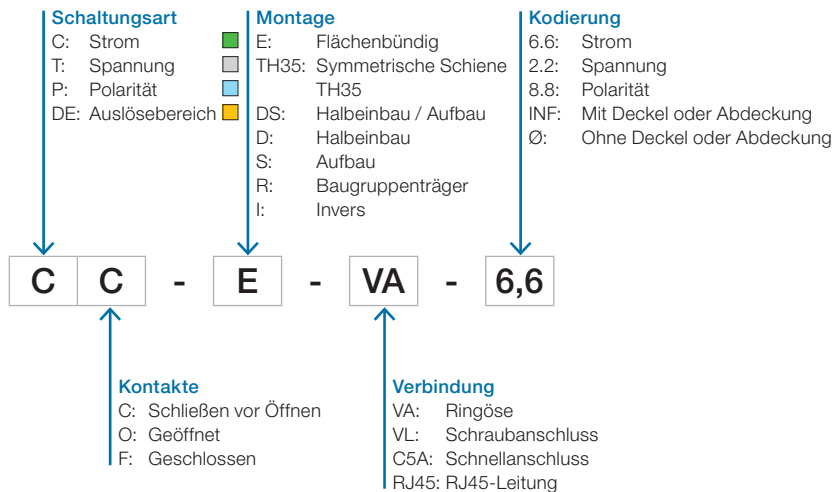 Schaltungsart
C: Strom
T: Spannung
P: Polarität
DE: Auslösebereich
Montage
E: Flächenbündig
TH35: Symmetrische Schiene
TH35
DS: Halbeinbau / Aufbau
D: Halbeinbau
S: Aufbau
R: Baugruppenträger
I: Invers
Kodierung
6.6: Strom
2.2: Spannung
8.8: Polarität
INF: Mit Deckel oder Abdeckung
Ø: Ohne Deckel oder Abdeckung
C C - E - VA - 6,6
Kontakte
C: Schließen vor Öffnen
O: Geöffnet
F: Geschlossen
Verbindung
VA: Ringöse
VL: Schraubanschluss
C5A: Schnellanschluss
RJ45: RJ45-Leitung